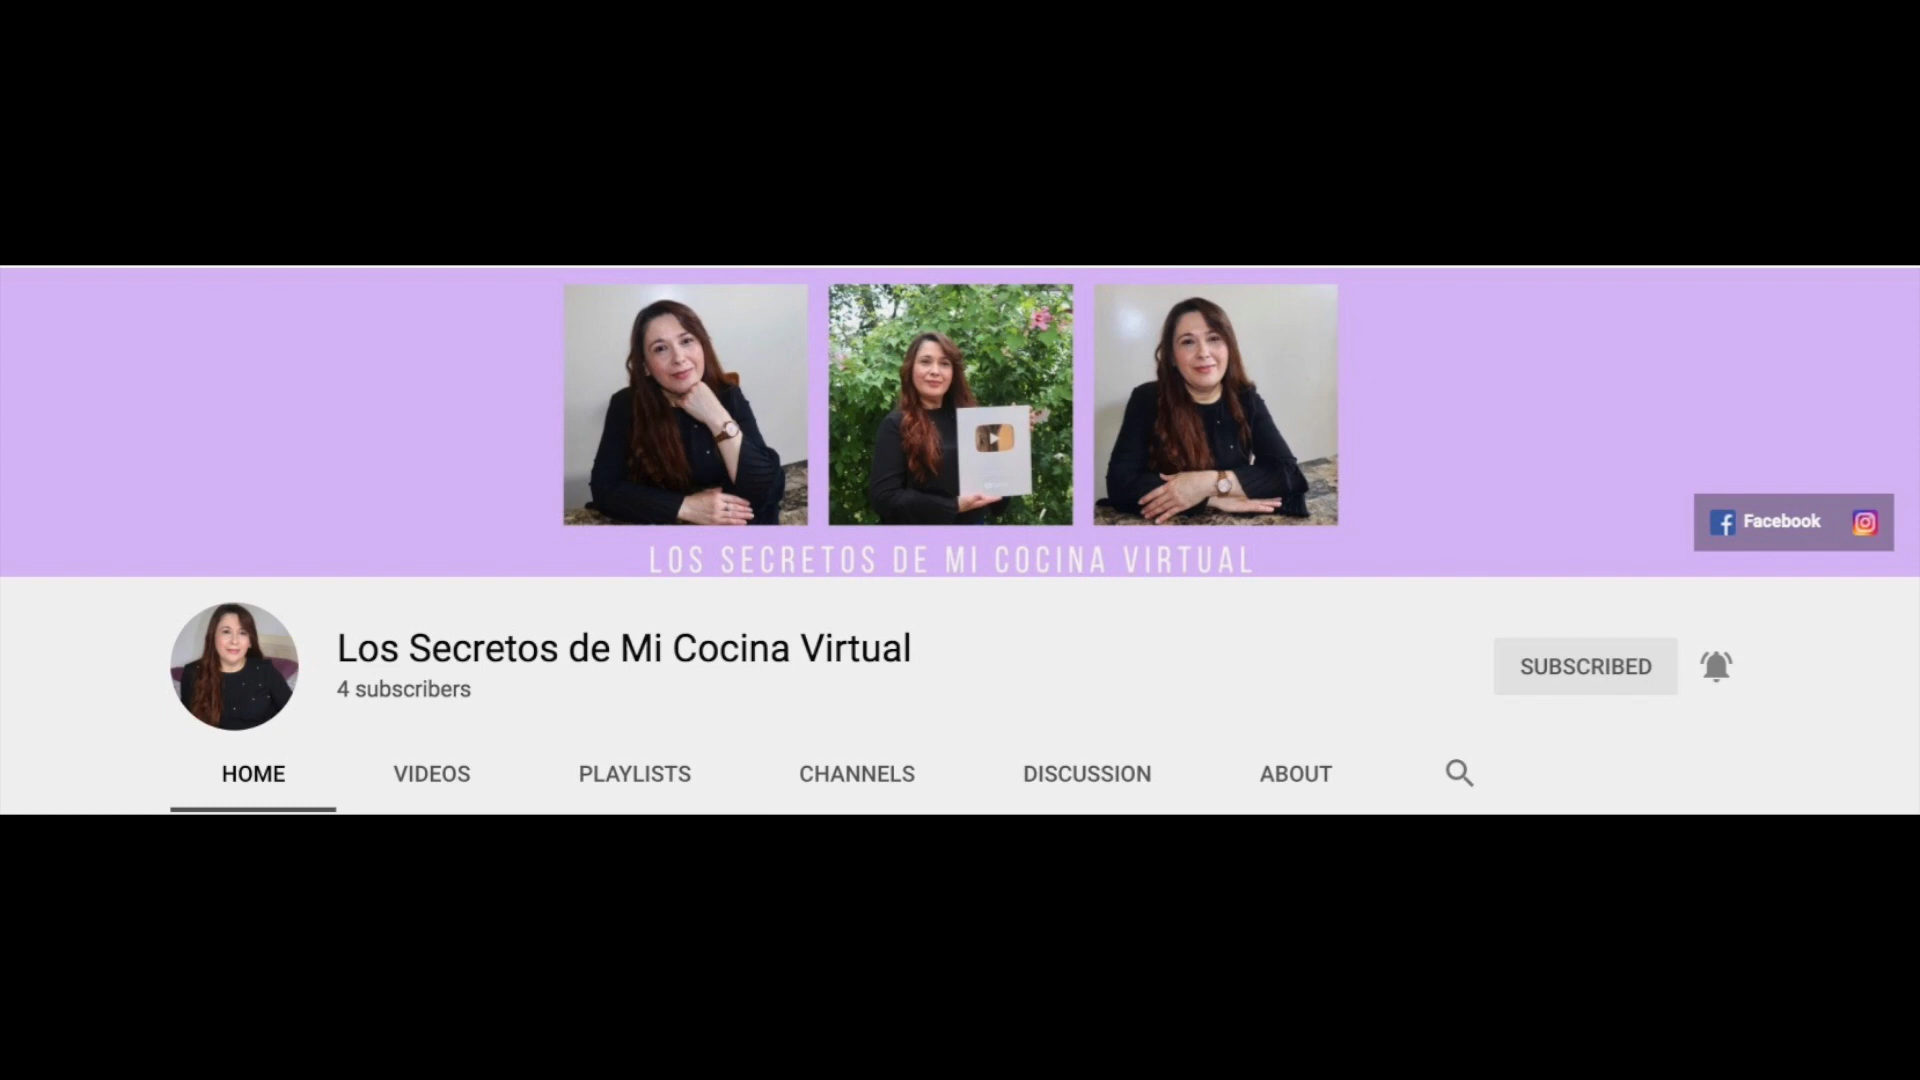 LOS SECRETOS DE MI COCINA VIRTUAL
Facebook
Los Secretos de Mi Cocina Virtual
4 subscribers
SUBSCRIBED
HOME VIDEOS PLAYLISTS CHANNELS DISCUSSION ABOUT